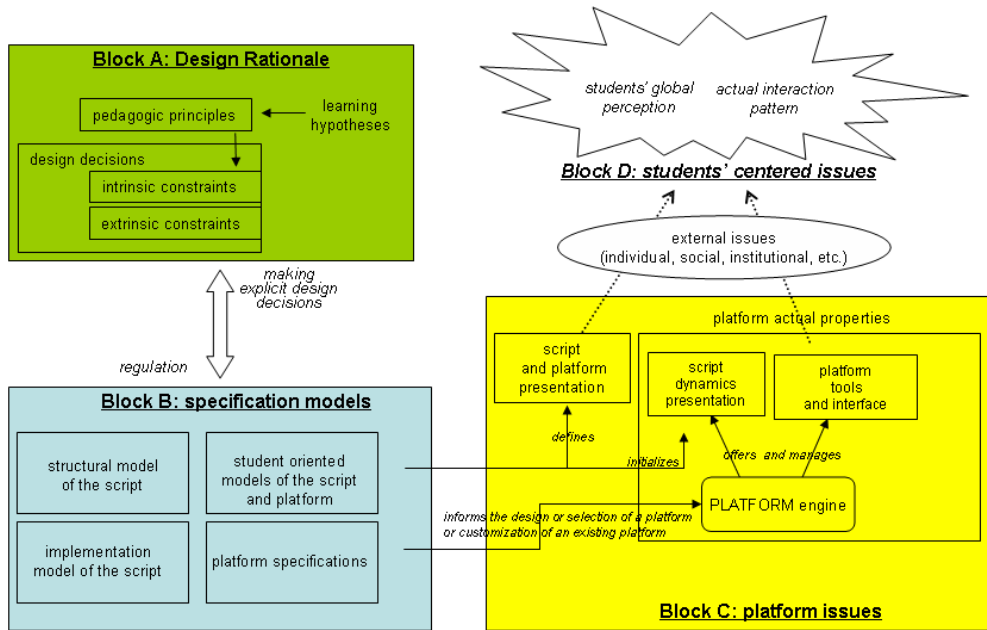 Block A: Design Rationale
pedagogic principles
learning
hypotheses
design decisions
intrinsic constraints
extrinsic constraints
making
explicit design
decisions
regulation
Block B: specification models
structural model
of the script
student oriented
models of the script
and platform
implementation
model of the script
platform specifications
students' global
perception
actual interaction
pattern
Block D: students' centered issues
external issues
(individual, social, institutional, etc.)
platform actual properties
script
and platform
presentation
script
dynamics
presentation
platform
tools
and interface
defines
initializes
offers and manages
PLATFORM engine
informs the design or selection of a platform
or customization of an existing platform
Block C: platform issues